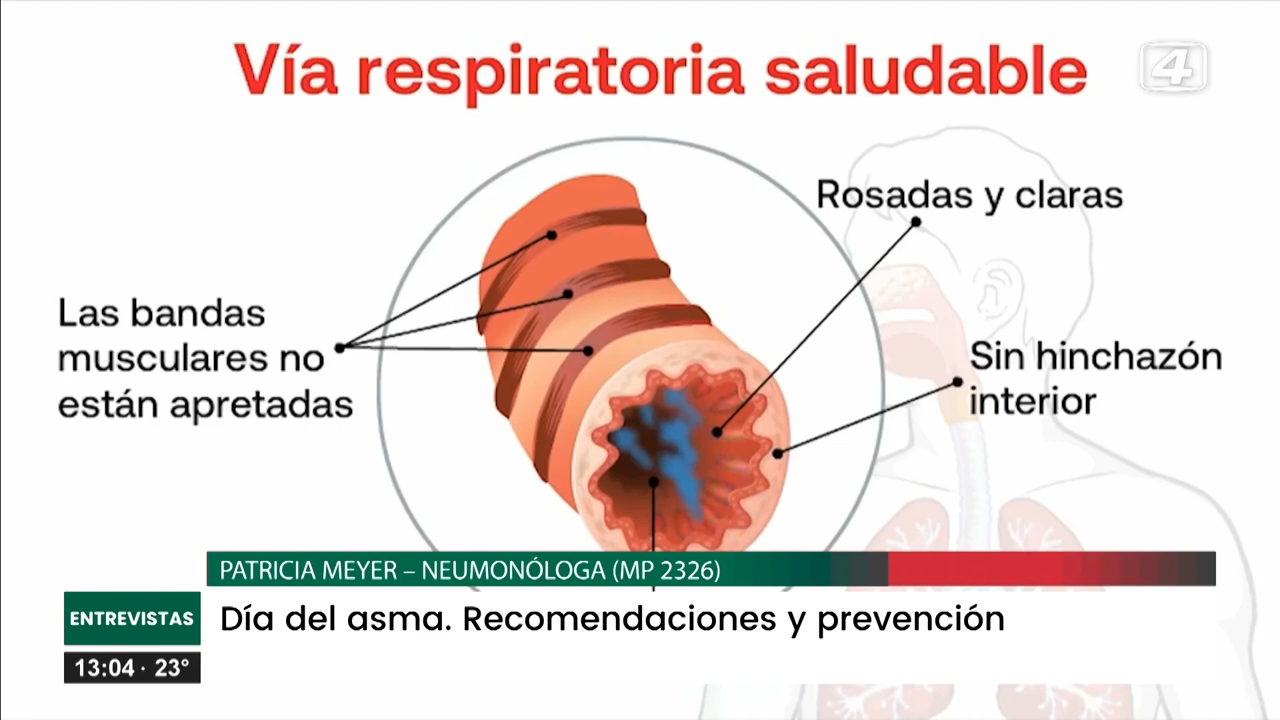 Vía respiratoria saludable
4
Rosadas y claras
Las bandas
musculares no
están apretadas
Sin hinchazón
interior
PATRICIA MEYER – NEUMONÓLOGA (MP 2326)
ENTREVISTAS
Día del asma. Recomendaciones y prevención
13:04 · 23°